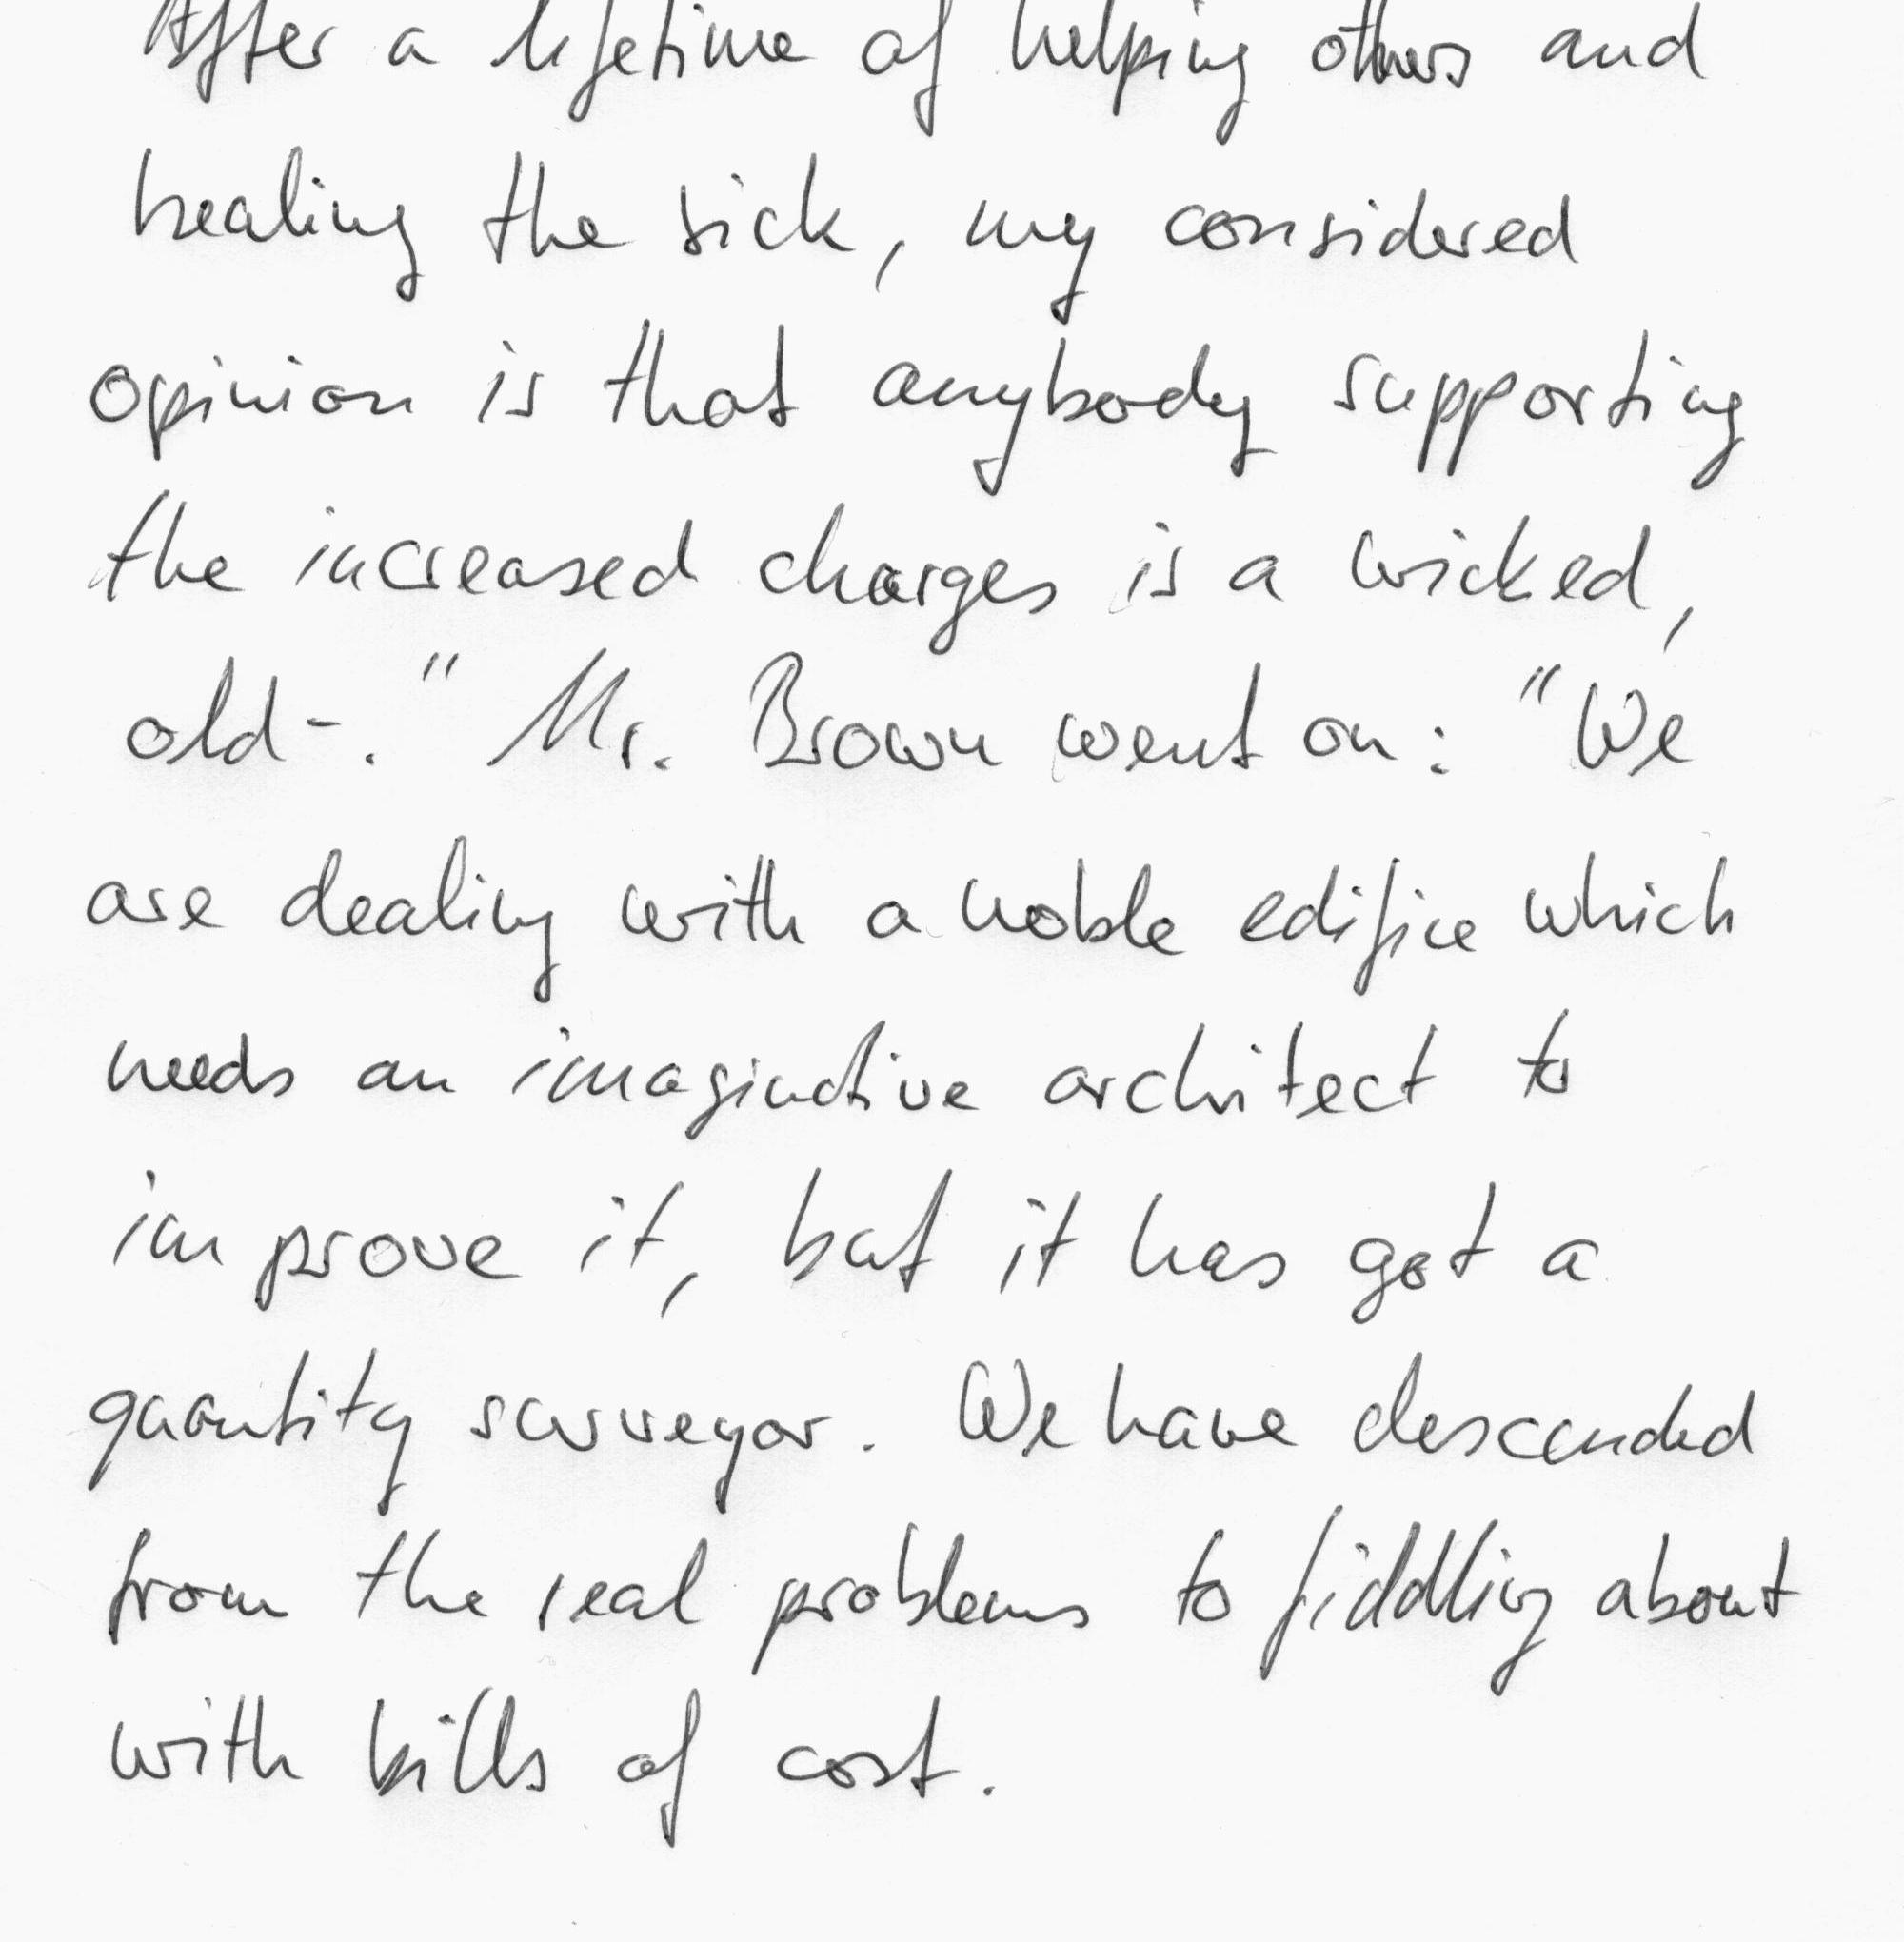 After a lifetime of helping others and
healing the sick, my considered
opinion is that anybody supporting
the increased charges is a wicked,
old-." Mr. Brown went on: "We
are dealing with a noble edifice which
needs an imaginative architect to
improve it, but it has got a
quantity surveyor. We have descended
from the real problems to fiddling about
with bills of cost.